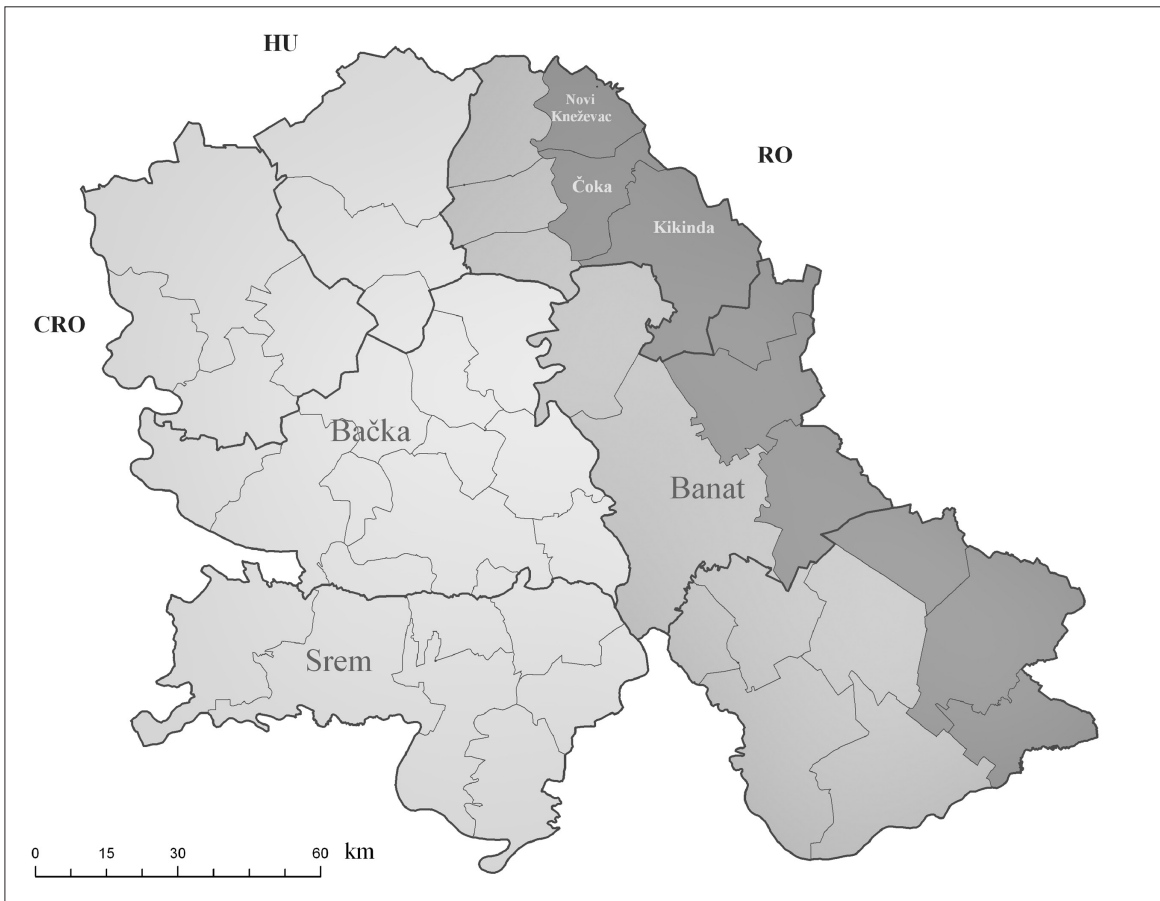 HU
Novi
Kneževac
RO
Čoka
Kikinda
CRO
Bačka
Banat
Srem
0 15 30 60 km